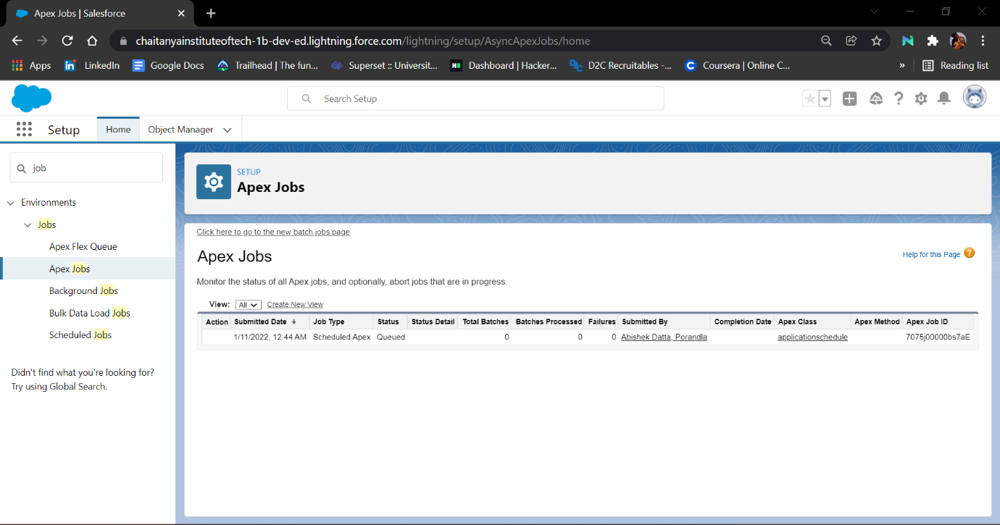 Apex Jobs | Salesforce
chaitanyainstituteoftech-1b-dev-ed.lightning.force.com/lightning/setup/AsyncApexJobs/home
Apps LinkedIn Google Docs Trailhead | The fun... Superset :: Universit... Dashboard | Hacker... D2C Recruitables -... Coursera | Online C... » Reading list
Search Setup
Setup Home Object Manager
job
Environments
Jobs
Apex Flex Queue
Apex Jobs
Background Jobs
Bulk Data Load Jobs
Scheduled Jobs
Didn't find what you're looking for?
Try using Global Search.
SETUP
Apex Jobs
Click here to go to the new batch jobs page
Apex Jobs
Help for this Page ?
Monitor the status of all Apex jobs, and optionally, abort jobs that are in progress.
View: All Create New View
Action Submitted Date Job Type Status Status Detail Total Batches Batches Processed Failures Submitted By Completion Date Apex Class Apex Method Apex Job ID
1/11/2022, 12:44 AM Scheduled Apex Queued 0 0 0 Abishek Datta, Porandla applicationschedule 7075j00000bs7aE